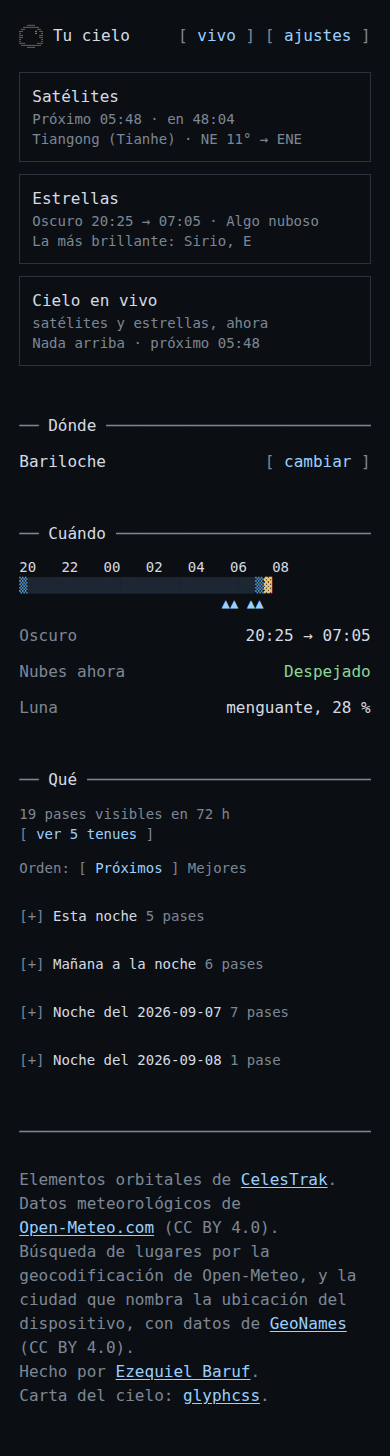 Tu cielo [ vivo ] [ ajustes ]
Satélites
Próximo 05:48 · en 48:04
Tiangong (Tianhe) · NE 11° → ENE
Estrellas
Oscuro 20:25 → 07:05 · Algo nuboso
La más brillante: Sirio, E
Cielo en vivo
satélites y estrellas, ahora
Nada arriba · próximo 05:48
Dónde
Bariloche [ cambiar ]
Cuándo
20 22 00 02 04 06 08
▲▲ ▲▲
Oscuro 20:25 → 07:05
Nubes ahora Despejado
Luna menguante, 28 %
Qué
19 pases visibles en 72 h
[ ver 5 tenues ]
Orden: [ Próximos ] Mejores
[+] Esta noche 5 pases
[+] Mañana a la noche 6 pases
[+] Noche del 2026-09-07 7 pases
[+] Noche del 2026-09-08 1 pase
Elementos orbitales de CelesTrak.
Datos meteorológicos de
Open-Meteo.com (CC BY 4.0).
Búsqueda de lugares por la
geocodificación de Open-Meteo, y la
ciudad que nombra la ubicación del
dispositivo, con datos de GeoNames
(CC BY 4.0).
Hecho por Ezequiel Baruf.
Carta del cielo: glyphcss.